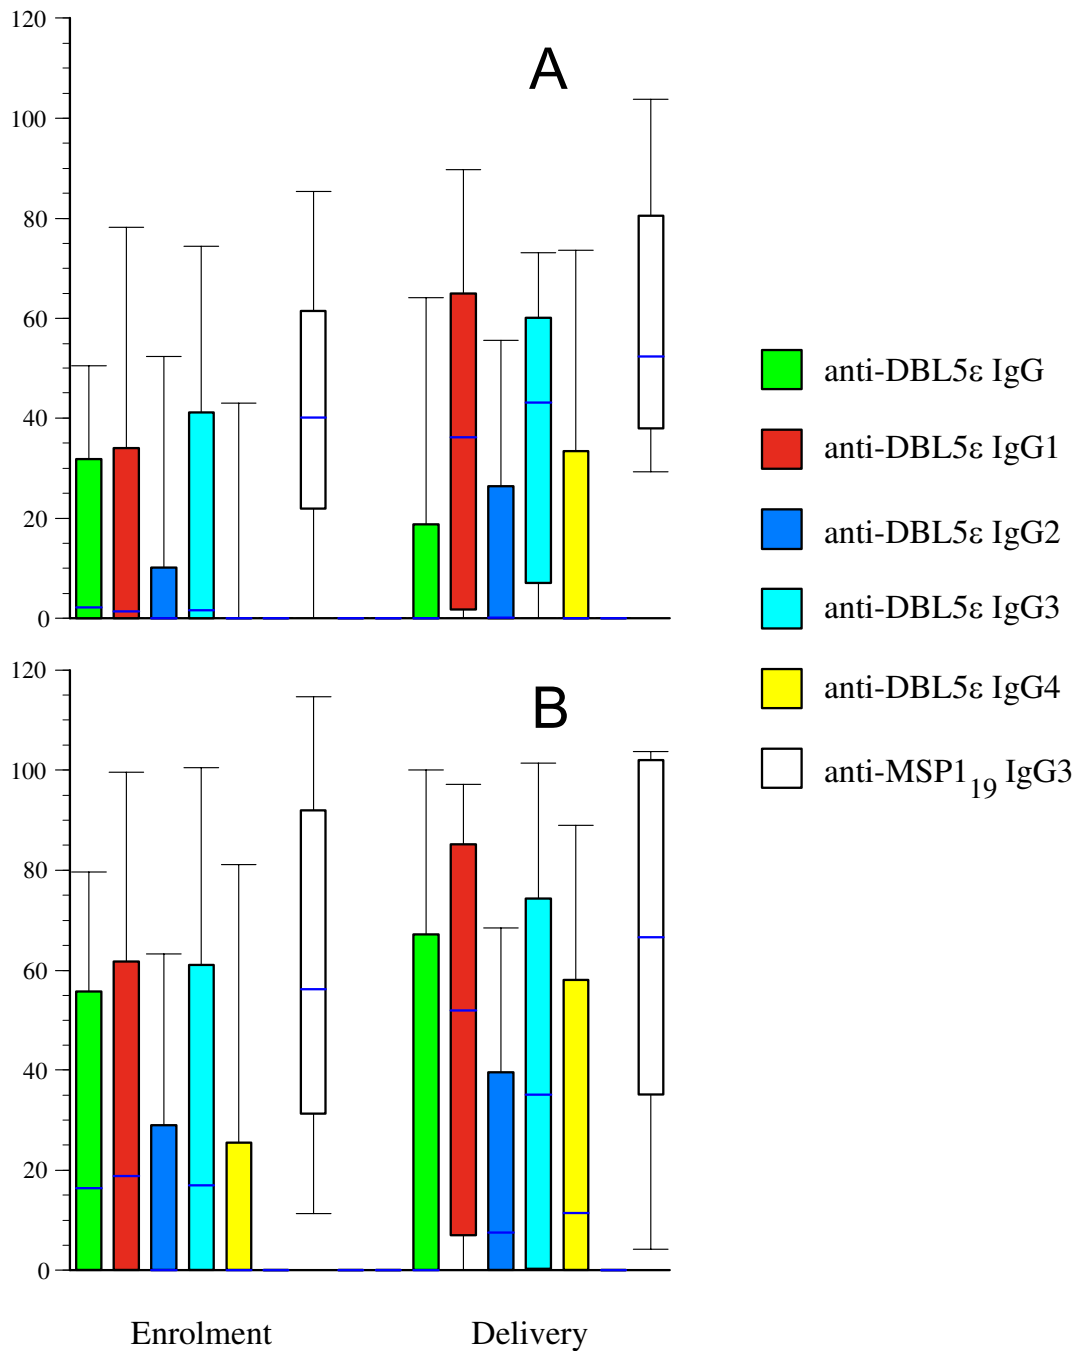 120
100
80
60
40
20
0
A
120
100
80
60
40
20
0
B
Enrolment Delivery
anti-DBL5ε IgG
anti-DBL5ε IgG1
anti-DBL5ε IgG2
anti-DBL5ε IgG3
anti-DBL5ε IgG4
anti-MSP1₁₉ IgG3